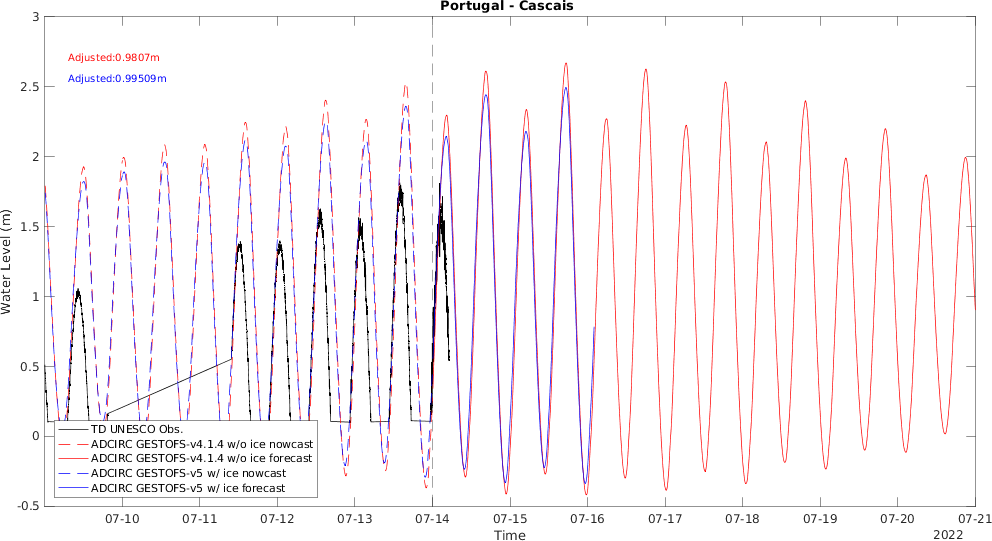 Portugal - Cascais
Adjusted:0.9807m
Adjusted:0.99509m
Water Level (m)
3
2.5
2
1.5
1
0.5
0
-0.5
TD UNESCO Obs.
ADCIRC GESTOFS-v4.1.4 w/o ice nowcast
ADCIRC GESTOFS-v4.1.4 w/o ice forecast
ADCIRC GESTOFS-v5 w/ ice nowcast
ADCIRC GESTOFS-v5 w/ ice forecast
07-10 07-11 07-12 07-13 07-14 07-15 07-16 07-17 07-18 07-19 07-20 07-21
Time
2022